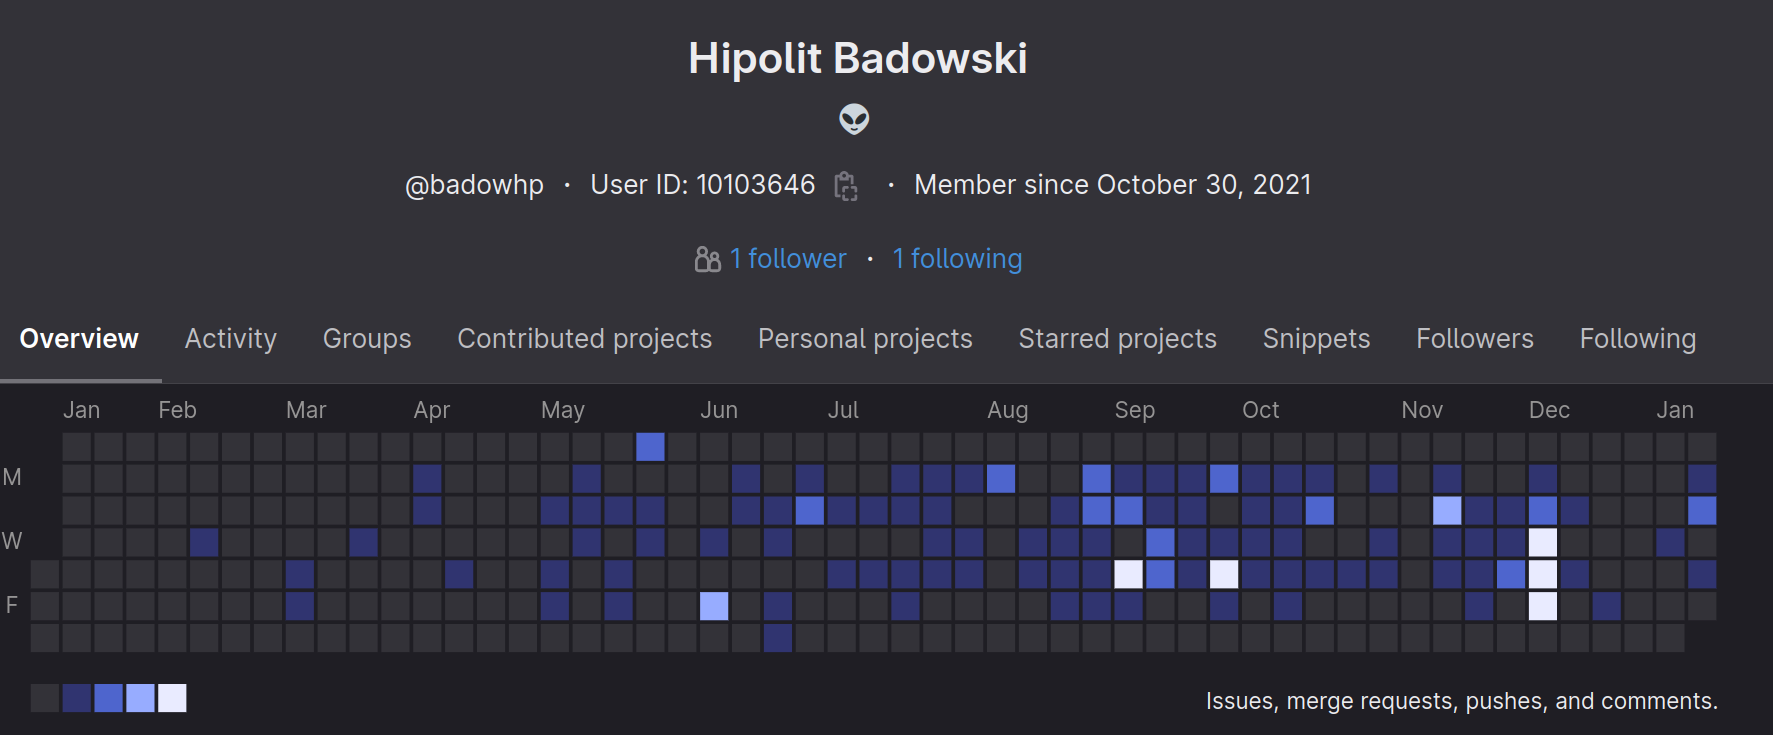 Hipolit Badowski
@badowhp · User ID: 10103646 · Member since October 30, 2021
1 follower · 1 following
Overview Activity Groups Contributed projects Personal projects Starred projects Snippets Followers Following
Jan Feb Mar Apr May Jun Jul Aug Sep Oct Nov Dec Jan
M
W
F
Issues, merge requests, pushes, and comments.